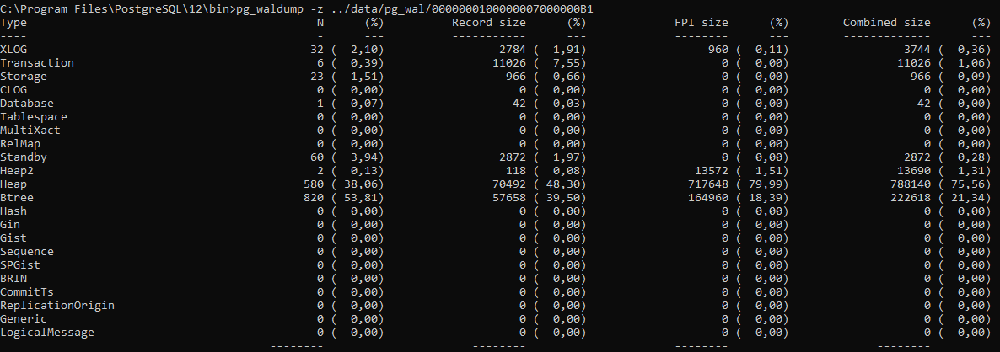 C:\Program Files\PostgreSQL\12\bin>pg_waldump -z ../data/pg_wal/0000000100000007000000B1
Type                                           N      (%)          Record size      (%)             FPI size      (%)        Combined size      (%)
----                                           -      ---          -----------      ---             --------      ---        -------------      ---
XLOG                                          32 (  2,10)                 2784 (  1,91)                  960 (  0,11)                 3744 (  0,36)
Transaction                                    6 (  0,39)                11026 (  7,55)                    0 (  0,00)                11026 (  1,06)
Storage                                       23 (  1,51)                  966 (  0,66)                    0 (  0,00)                  966 (  0,09)
CLOG                                           0 (  0,00)                    0 (  0,00)                    0 (  0,00)                    0 (  0,00)
Database                                       1 (  0,07)                   42 (  0,03)                    0 (  0,00)                   42 (  0,00)
Tablespace                                     0 (  0,00)                    0 (  0,00)                    0 (  0,00)                    0 (  0,00)
MultiXact                                      0 (  0,00)                    0 (  0,00)                    0 (  0,00)                    0 (  0,00)
RelMap                                         0 (  0,00)                    0 (  0,00)                    0 (  0,00)                    0 (  0,00)
Standby                                       60 (  3,94)                 2872 (  1,97)                    0 (  0,00)                 2872 (  0,28)
Heap2                                          2 (  0,13)                  118 (  0,08)                13572 (  1,51)                13690 (  1,31)
Heap                                         580 ( 38,06)                70492 ( 48,30)               717648 ( 79,99)               788140 ( 75,56)
Btree                                        820 ( 53,81)                57658 ( 39,50)               164960 ( 18,39)               222618 ( 21,34)
Hash                                           0 (  0,00)                    0 (  0,00)                    0 (  0,00)                    0 (  0,00)
Gin                                            0 (  0,00)                    0 (  0,00)                    0 (  0,00)                    0 (  0,00)
Gist                                           0 (  0,00)                    0 (  0,00)                    0 (  0,00)                    0 (  0,00)
Sequence                                       0 (  0,00)                    0 (  0,00)                    0 (  0,00)                    0 (  0,00)
SPGist                                         0 (  0,00)                    0 (  0,00)                    0 (  0,00)                    0 (  0,00)
BRIN                                           0 (  0,00)                    0 (  0,00)                    0 (  0,00)                    0 (  0,00)
CommitTs                                       0 (  0,00)                    0 (  0,00)                    0 (  0,00)                    0 (  0,00)
ReplicationOrigin                              0 (  0,00)                    0 (  0,00)                    0 (  0,00)                    0 (  0,00)
Generic                                        0 (  0,00)                    0 (  0,00)                    0 (  0,00)                    0 (  0,00)
LogicalMessage                                 0 (  0,00)                    0 (  0,00)                    0 (  0,00)                    0 (  0,00)
                                        --------                      --------                      --------                      --------